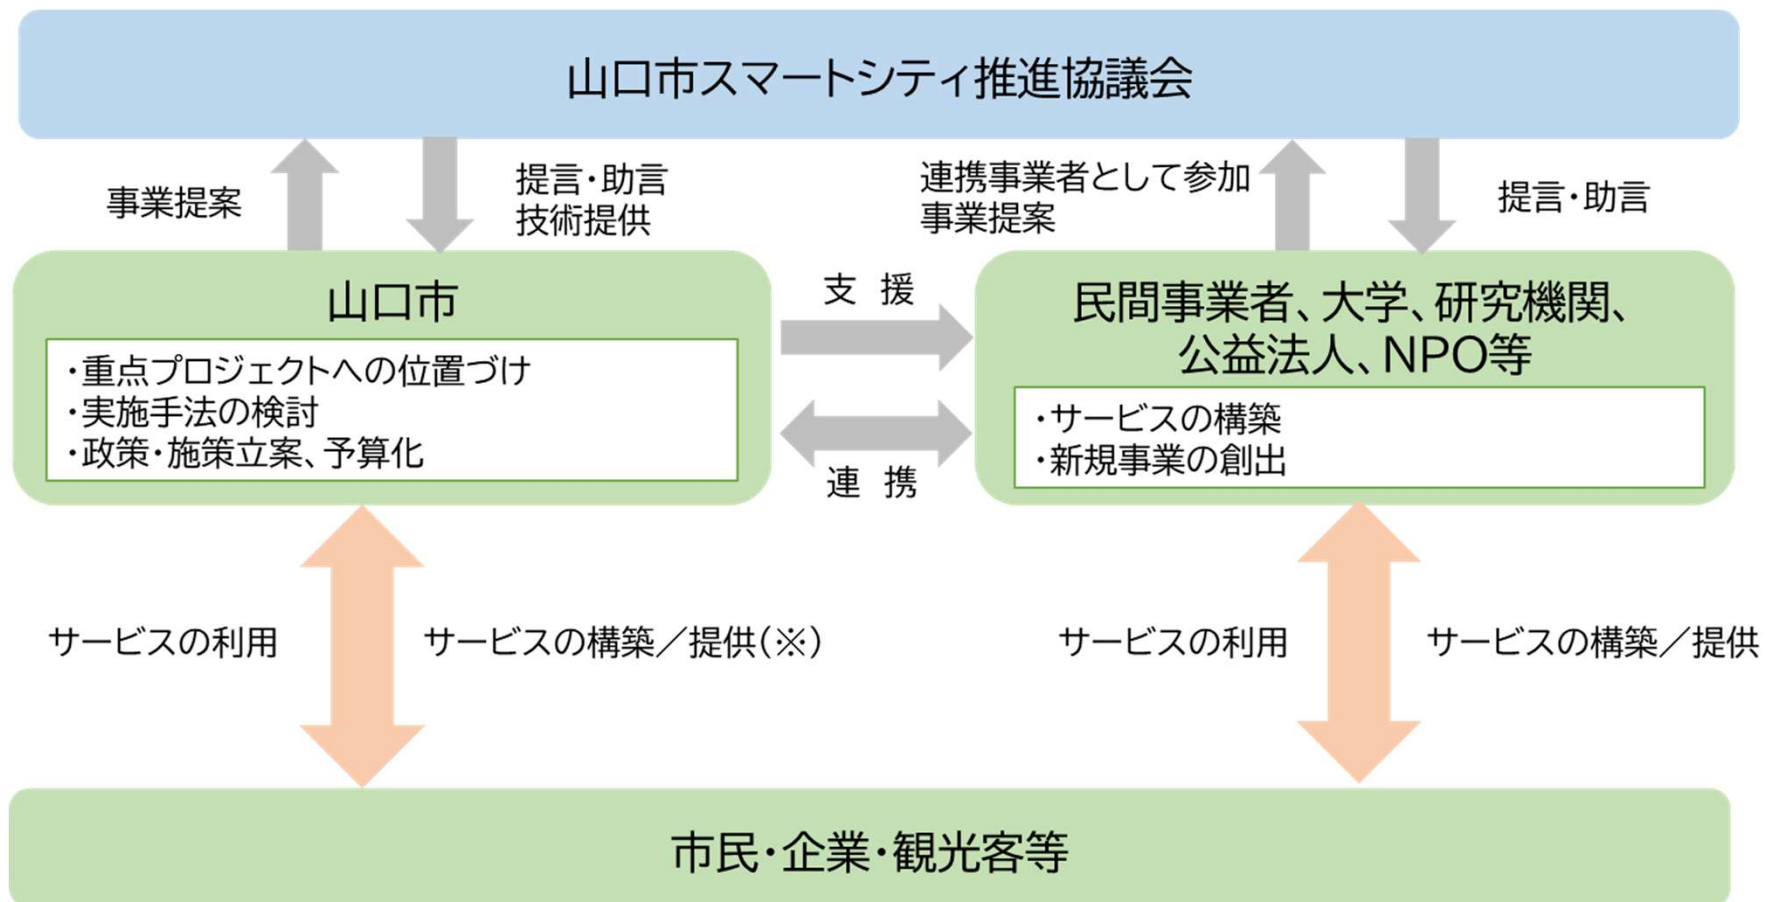 山口市スマートシティ推進協議会
事業提案
提言・助言
技術提供
連携事業者として参加
事業提案
提言・助言
山口市
・重点プロジェクトへの位置づけ
・実施手法の検討
・政策・施策立案、予算化
支　援
連　携
民間事業者、大学、研究機関、
公益法人、NPO等
・サービスの構築
・新規事業の創出
サービスの利用
サービスの構築／提供(※)
サービスの利用
サービスの構築／提供
市民・企業・観光客等